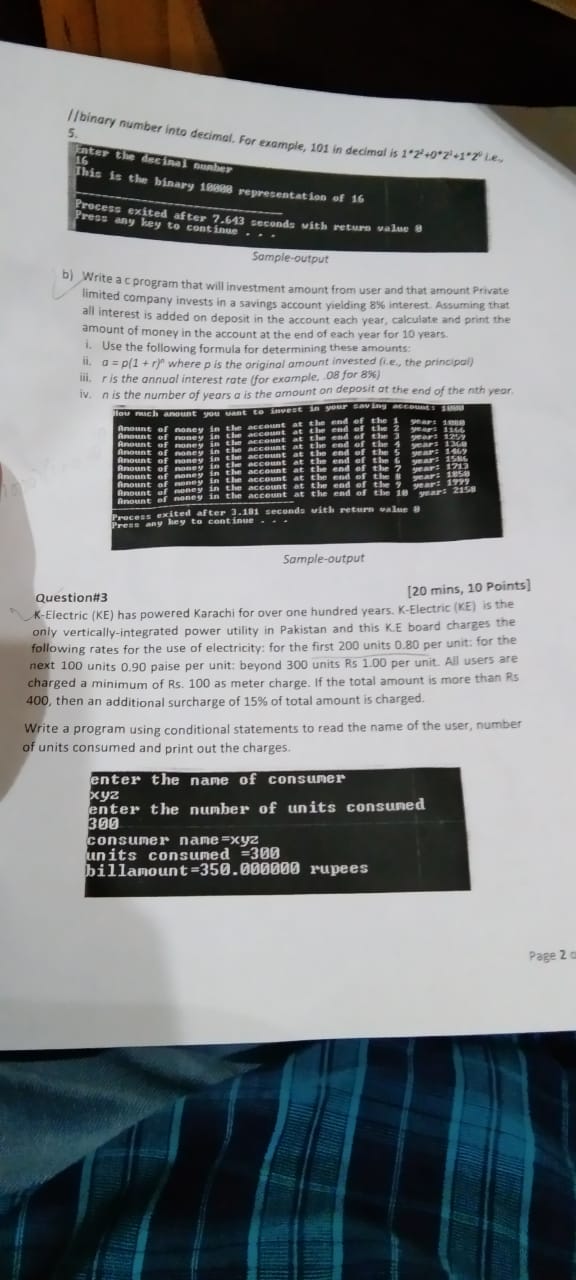 //binary number into decimal. For example, 101 in decimal is 1*2²+0*2¹+1*2⁰ i.e.,
5.
Enter the decimal number
16
This is the binary 10000 representation of 16
Process exited after 7.643 seconds with return value 0
Press any key to continue . . .
Sample-output
b) Write a c program that will investment amount from user and that amount Private
limited company invests in a savings account yielding 8% interest. Assuming that
all interest is added on deposit in the account each year, calculate and print the
amount of money in the account at the end of each year for 10 years.
i. Use the following formula for determining these amounts:
ii. a = p(1 + r)ⁿ where p is the original amount invested (i.e., the principal)
iii. r is the annual interest rate (for example, .08 for 8%)
iv. n is the number of years a is the amount on deposit at the end of the nth year.
How much amount you want to invest in your saving account: 1000
Amount of money in the account at the end of the 1 year: 1080
Amount of money in the account at the end of the 2 year: 1166
Amount of money in the account at the end of the 3 year: 1259
Amount of money in the account at the end of the 4 year: 1360
Amount of money in the account at the end of the 5 year: 1469
Amount of money in the account at the end of the 6 year: 1586
Amount of money in the account at the end of the 7 year: 1713
Amount of money in the account at the end of the 8 year: 1850
Amount of money in the account at the end of the 9 year: 1999
Amount of money in the account at the end of the 10 year: 2158
Process exited after 3.181 seconds with return value 0
Press any key to continue . . .
Sample-output
Question#3 [20 mins, 10 Points]
K-Electric (KE) has powered Karachi for over one hundred years. K-Electric (KE) is the
only vertically-integrated power utility in Pakistan and this K.E board charges the
following rates for the use of electricity: for the first 200 units 0.80 per unit: for the
next 100 units 0.90 paise per unit: beyond 300 units Rs 1.00 per unit. All users are
charged a minimum of Rs. 100 as meter charge. If the total amount is more than Rs
400, then an additional surcharge of 15% of total amount is charged.
Write a program using conditional statements to read the name of the user, number
of units consumed and print out the charges.
enter the name of consumer
xyz
enter the number of units consumed
300
consumer name=xyz
units consumed =300
billamount=350.000000 rupees
Page 2